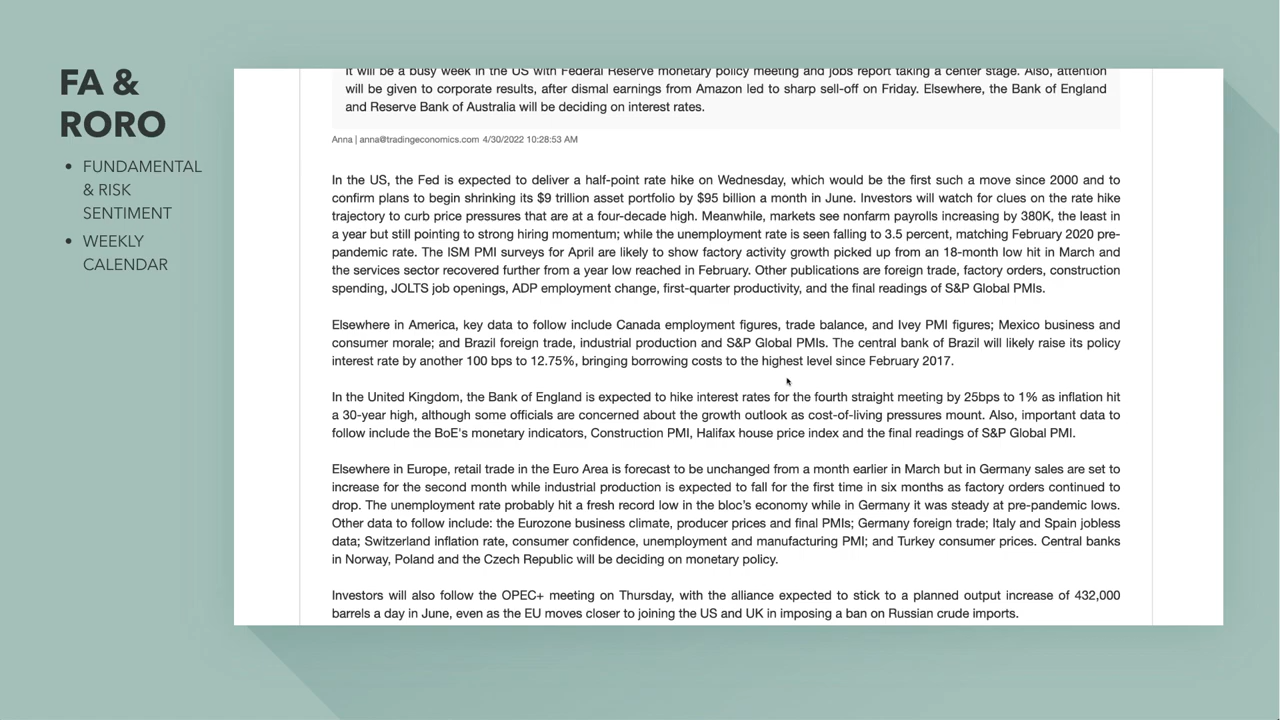 FA &
RORO
• FUNDAMENTAL
& RISK
SENTIMENT
• WEEKLY
CALENDAR
It will be a busy week in the US with Federal Reserve monetary policy meeting and jobs report taking a center stage. Also, attention
will be given to corporate results, after dismal earnings from Amazon led to sharp sell-off on Friday. Elsewhere, the Bank of England
and Reserve Bank of Australia will be deciding on interest rates.
Anna | anna@tradingeconomics.com 4/30/2022 10:28:53 AM
In the US, the Fed is expected to deliver a half-point rate hike on Wednesday, which would be the first such a move since 2000 and to
confirm plans to begin shrinking its $9 trillion asset portfolio by $95 billion a month in June. Investors will watch for clues on the rate hike
trajectory to curb price pressures that are at a four-decade high. Meanwhile, markets see nonfarm payrolls increasing by 380K, the least in
a year but still pointing to strong hiring momentum; while the unemployment rate is seen falling to 3.5 percent, matching February 2020 pre-
pandemic rate. The ISM PMI surveys for April are likely to show factory activity growth picked up from an 18-month low hit in March and
the services sector recovered further from a year low reached in February. Other publications are foreign trade, factory orders, construction
spending, JOLTS job openings, ADP employment change, first-quarter productivity, and the final readings of S&P Global PMIs.
Elsewhere in America, key data to follow include Canada employment figures, trade balance, and Ivey PMI figures; Mexico business and
consumer morale; and Brazil foreign trade, industrial production and S&P Global PMIs. The central bank of Brazil will likely raise its policy
interest rate by another 100 bps to 12.75%, bringing borrowing costs to the highest level since February 2017.
In the United Kingdom, the Bank of England is expected to hike interest rates for the fourth straight meeting by 25bps to 1% as inflation hit
a 30-year high, although some officials are concerned about the growth outlook as cost-of-living pressures mount. Also, important data to
follow include the BoE's monetary indicators, Construction PMI, Halifax house price index and the final readings of S&P Global PMI.
Elsewhere in Europe, retail trade in the Euro Area is forecast to be unchanged from a month earlier in March but in Germany sales are set to
increase for the second month while industrial production is expected to fall for the first time in six months as factory orders continued to
drop. The unemployment rate probably hit a fresh record low in the bloc’s economy while in Germany it was steady at pre-pandemic lows.
Other data to follow include: the Eurozone business climate, producer prices and final PMIs; Germany foreign trade; Italy and Spain jobless
data; Switzerland inflation rate, consumer confidence, unemployment and manufacturing PMI; and Turkey consumer prices. Central banks
in Norway, Poland and the Czech Republic will be deciding on monetary policy.
Investors will also follow the OPEC+ meeting on Thursday, with the alliance expected to stick to a planned output increase of 432,000
barrels a day in June, even as the EU moves closer to joining the US and UK in imposing a ban on Russian crude imports.